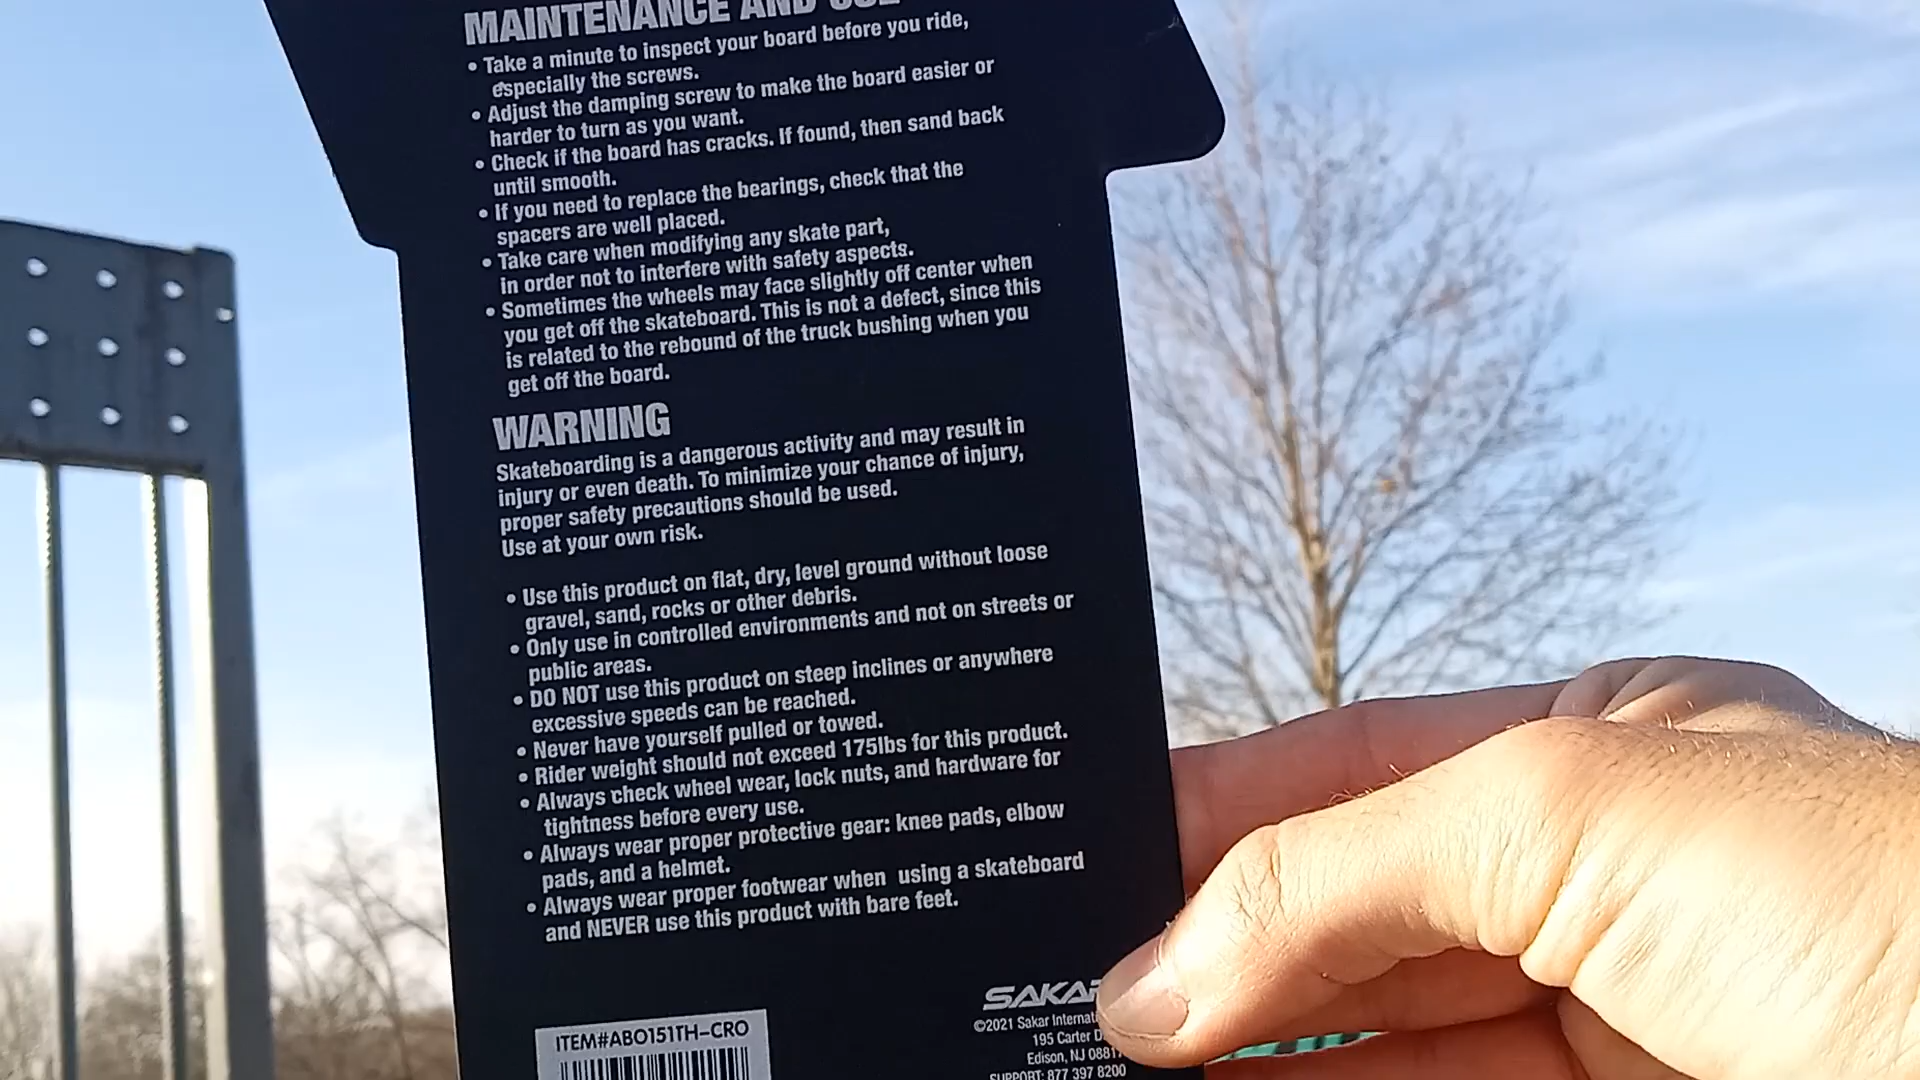 MAINTENANCE AND USE
• Take a minute to inspect your board before you ride,
especially the screws.
• Adjust the damping screw to make the board easier or
harder to turn as you want.
• Check if the board has cracks. If found, then sand back
until smooth.
• If you need to replace the bearings, check that the
spacers are well placed.
• Take care when modifying any skate part,
in order not to interfere with safety aspects.
• Sometimes the wheels may face slightly off center when
you get off the skateboard. This is not a defect, since this
is related to the rebound of the truck bushing when you
get off the board.
WARNING
Skateboarding is a dangerous activity and may result in
injury or even death. To minimize your chance of injury,
proper safety precautions should be used.
Use at your own risk.
• Use this product on flat, dry, level ground without loose
gravel, sand, rocks or other debris.
• Only use in controlled environments and not on streets or
public areas.
• DO NOT use this product on steep inclines or anywhere
excessive speeds can be reached.
• Never have yourself pulled or towed.
• Rider weight should not exceed 175lbs for this product.
• Always check wheel wear, lock nuts, and hardware for
tightness before every use.
• Always wear proper protective gear: knee pads, elbow
pads, and a helmet.
• Always wear proper footwear when using a skateboard
and NEVER use this product with bare feet.
ITEM#ABO151TH-CRO
SAKAR
©2021 Sakar
195 Carter
Edison, NJ
SUPPORT: 877 397 8200